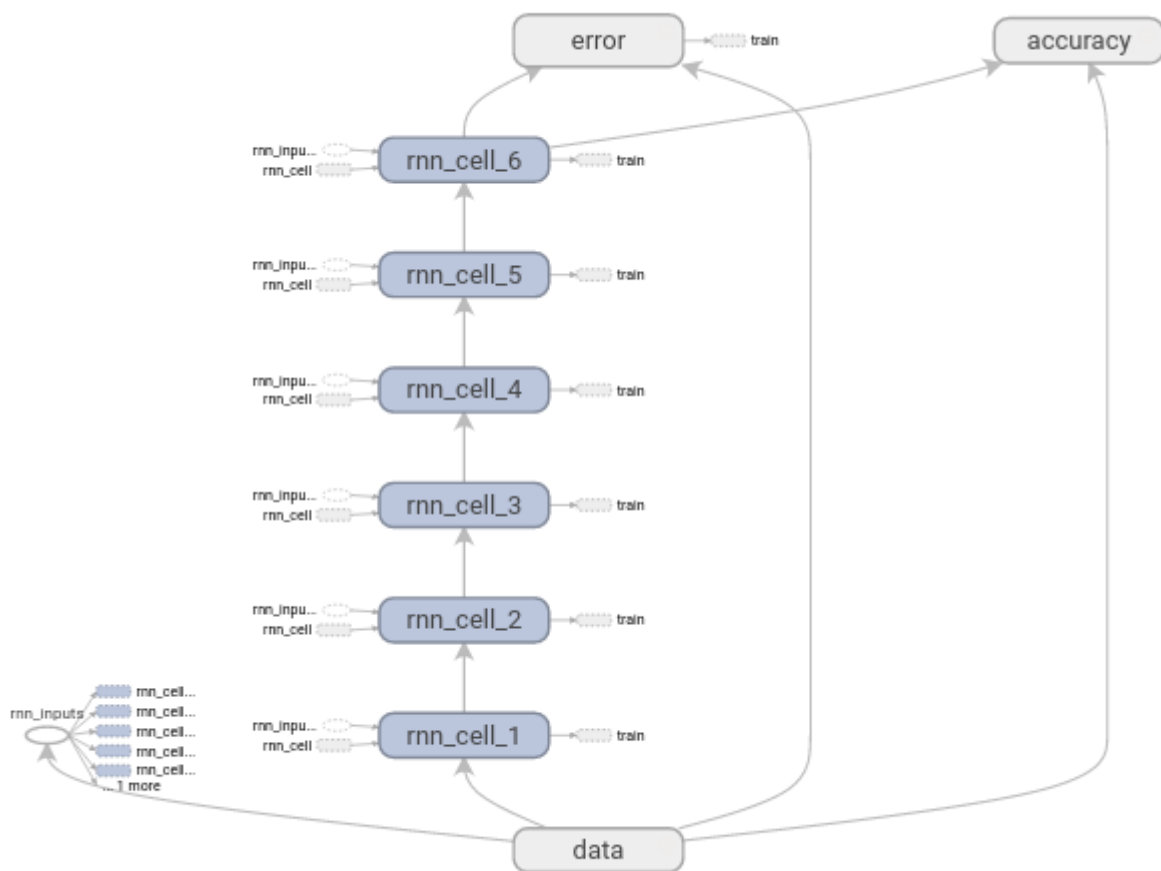 error
train
accuracy
rnn_inpu...
rnn_cell
rnn_cell_6
train
rnn_inpu...
rnn_cell
rnn_cell_5
train
rnn_inpu...
rnn_cell
rnn_cell_4
train
rnn_inpu...
rnn_cell
rnn_cell_3
train
rnn_inpu...
rnn_cell
rnn_cell_2
train
rnn_inputs
rnn_cell...
rnn_cell...
rnn_cell...
rnn_cell...
rnn_cell...
... 1 more
rnn_inpu...
rnn_cell
rnn_cell_1
train
data